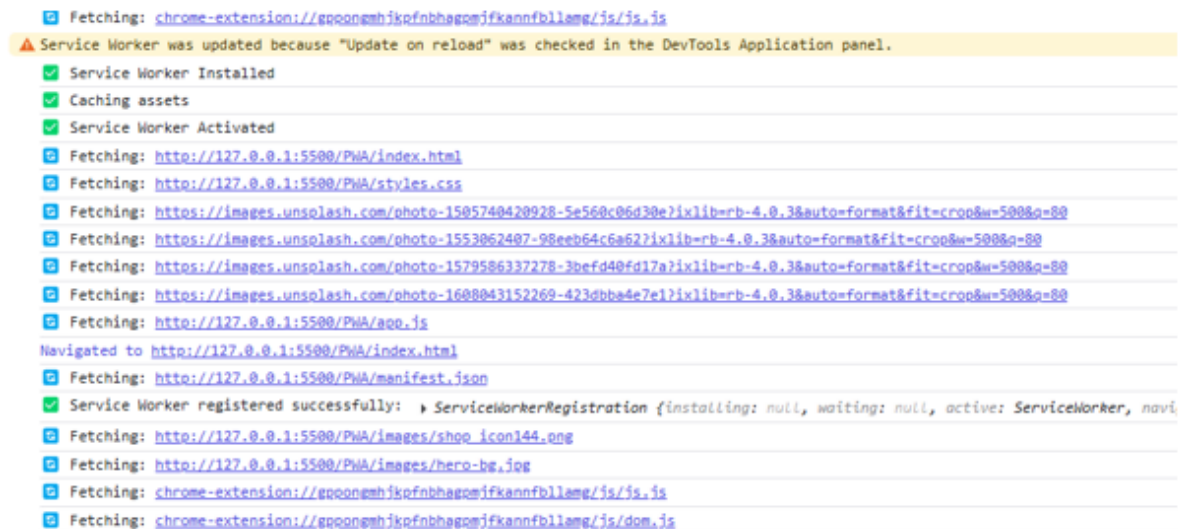 Fetching: chrome-extension://gppongmhjkpfnbhagpmjfkannfbllamg/js/js.js
Service Worker was updated because "Update on reload" was checked in the DevTools Application panel.
Service Worker Installed
Caching assets
Service Worker Activated
Fetching: http://127.0.0.1:5500/PWA/index.html
Fetching: http://127.0.0.1:5500/PWA/styles.css
Fetching: https://images.unsplash.com/photo-1505740420928-5e560c06d30e?ixlib=rb-4.0.3&auto=format&fit=crop&w=500&q=80
Fetching: https://images.unsplash.com/photo-1553062407-98eeb64c6a62?ixlib=rb-4.0.3&auto=format&fit=crop&w=500&q=80
Fetching: https://images.unsplash.com/photo-1579586337278-3befd40fd17a?ixlib=rb-4.0.3&auto=format&fit=crop&w=500&q=80
Fetching: https://images.unsplash.com/photo-1608043152269-423dbba4e7e1?ixlib=rb-4.0.3&auto=format&fit=crop&w=500&q=80
Fetching: http://127.0.0.1:5500/PWA/app.js
Navigated to http://127.0.0.1:5500/PWA/index.html
Fetching: http://127.0.0.1:5500/PWA/manifest.json
Service Worker registered successfully: ▸ ServiceWorkerRegistration {installing: null, waiting: null, active: ServiceWorker, navi
Fetching: http://127.0.0.1:5500/PWA/images/shop_icon144.png
Fetching: http://127.0.0.1:5500/PWA/images/hero-bg.jpg
Fetching: chrome-extension://gppongmhjkpfnbhagpmjfkannfbllamg/js/js.js
Fetching: chrome-extension://gppongmhjkpfnbhagpmjfkannfbllamg/js/dom.js